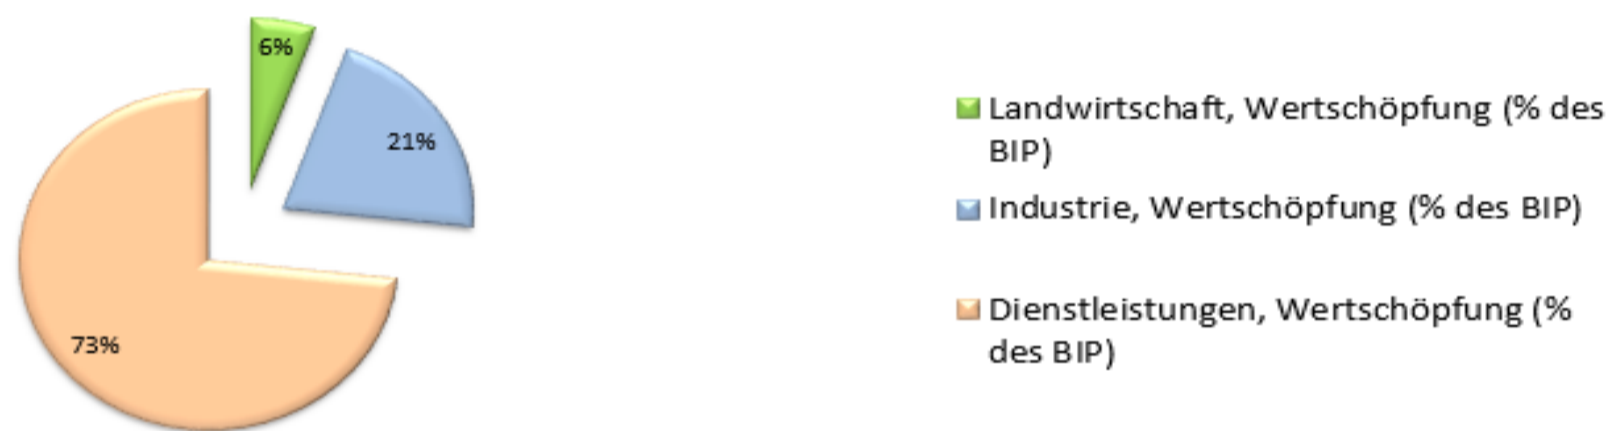 6%
21%
73%
Landwirtschaft, Wertschöpfung (% des
BIP)
Industrie, Wertschöpfung (% des BIP)
Dienstleistungen, Wertschöpfung (%
des BIP)